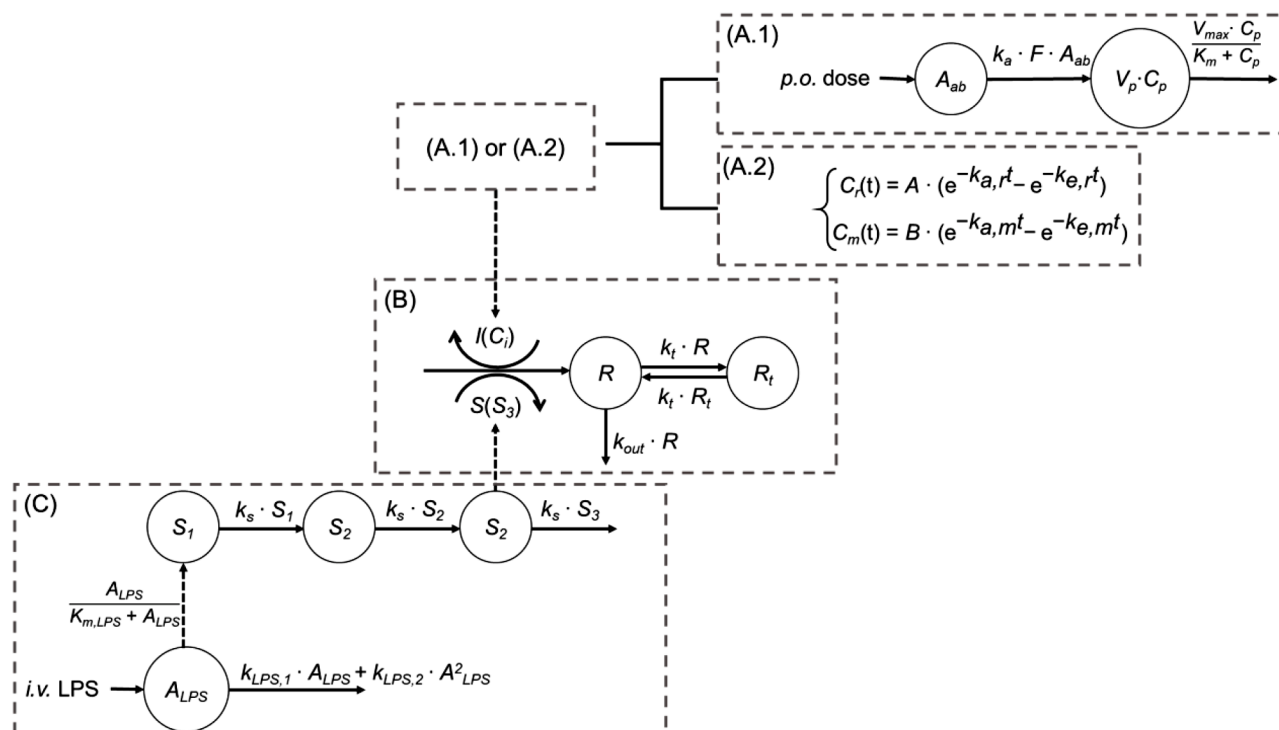 (A.1)
p.o. dose
A_ab
k_a · F · A_ab
V_p·C_p
V_max · C_p
K_m + C_p
(A.1) or (A.2)
(A.2)
C_r(t) = A · (e^−k_a,r^t − e^−k_e,r^t)
C_m(t) = B · (e^−k_a,m^t − e^−k_e,m^t)
(B)
I(C_i)
S(S_3)
R
k_t · R
k_t · R_t
R_t
k_out · R
(C)
S_1
k_s · S_1
S_2
k_s · S_2
S_2
k_s · S_3
A_LPS
K_m,LPS + A_LPS
i.v. LPS
A_LPS
k_LPS,1 · A_LPS + k_LPS,2 · A²_LPS